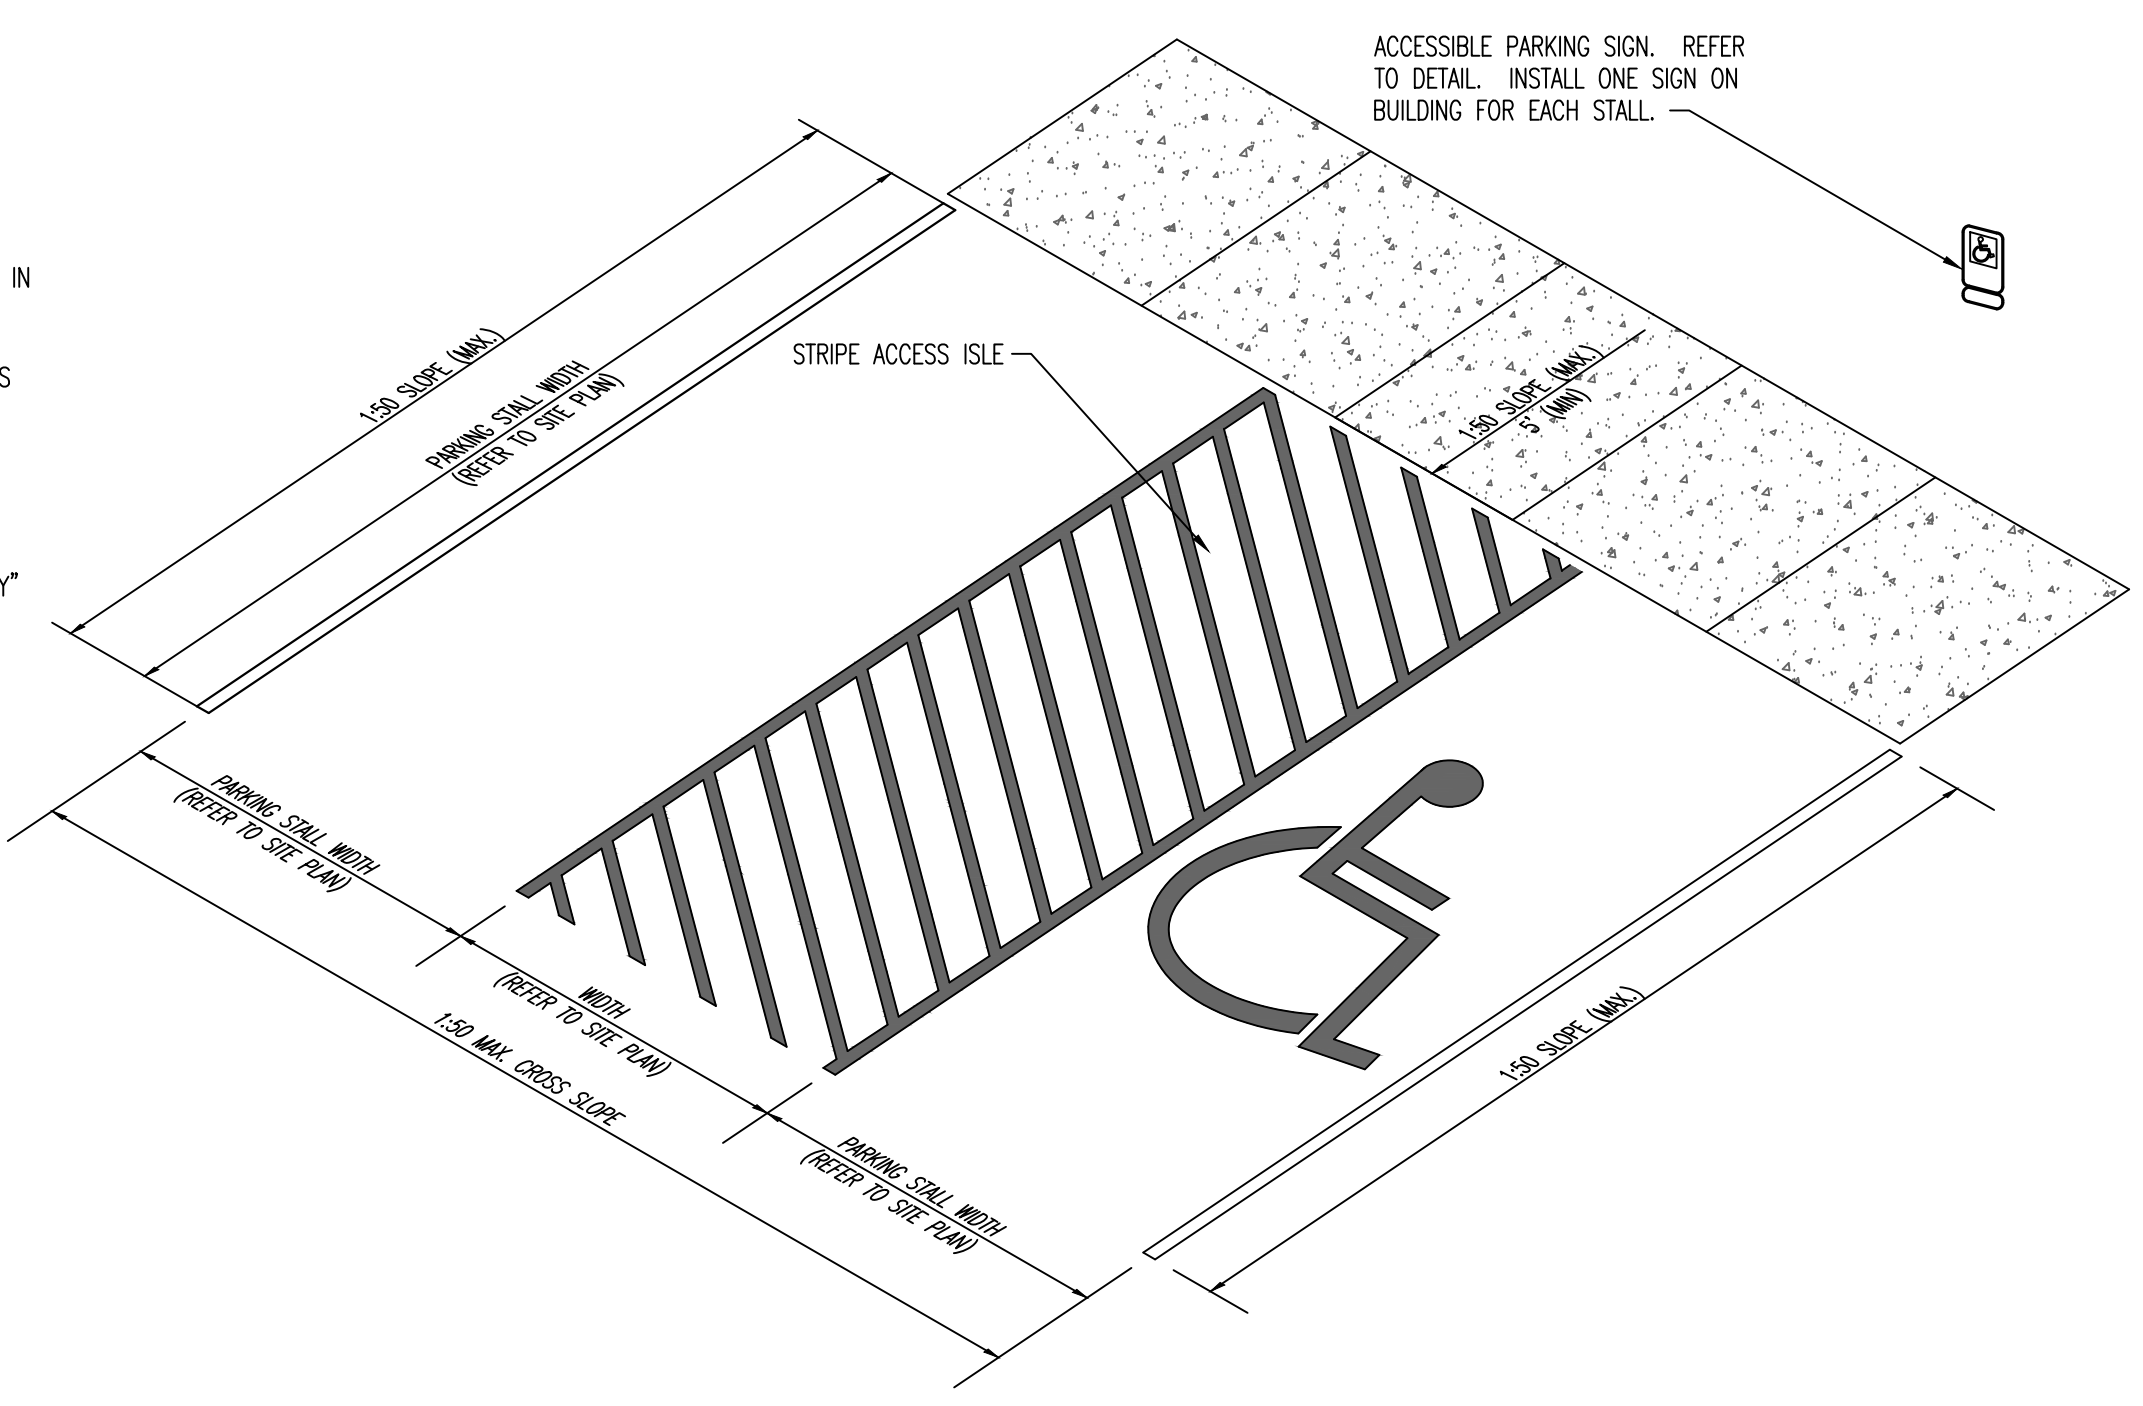 ACCESSIBLE PARKING SIGN. REFER
TO DETAIL. INSTALL ONE SIGN ON
BUILDING FOR EACH STALL.
IN
S
Y"
STRIPE ACCESS ISLE
1:50 SLOPE (MAX.)
PARKING STALL WIDTH
(REFER TO SITE PLAN)
1:50 SLOPE (MAX.)
5' (MIN)
PARKING STALL WIDTH
(REFER TO SITE PLAN)
WIDTH
(REFER TO SITE PLAN)
1:50 MAX. CROSS SLOPE
PARKING STALL WIDTH
(REFER TO SITE PLAN)
1:50 SLOPE (MAX.)